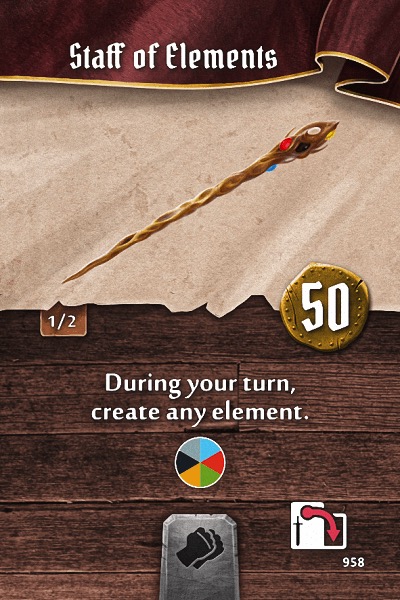 Staff of Elements
1/2
50
During your turn,
create any element.
958